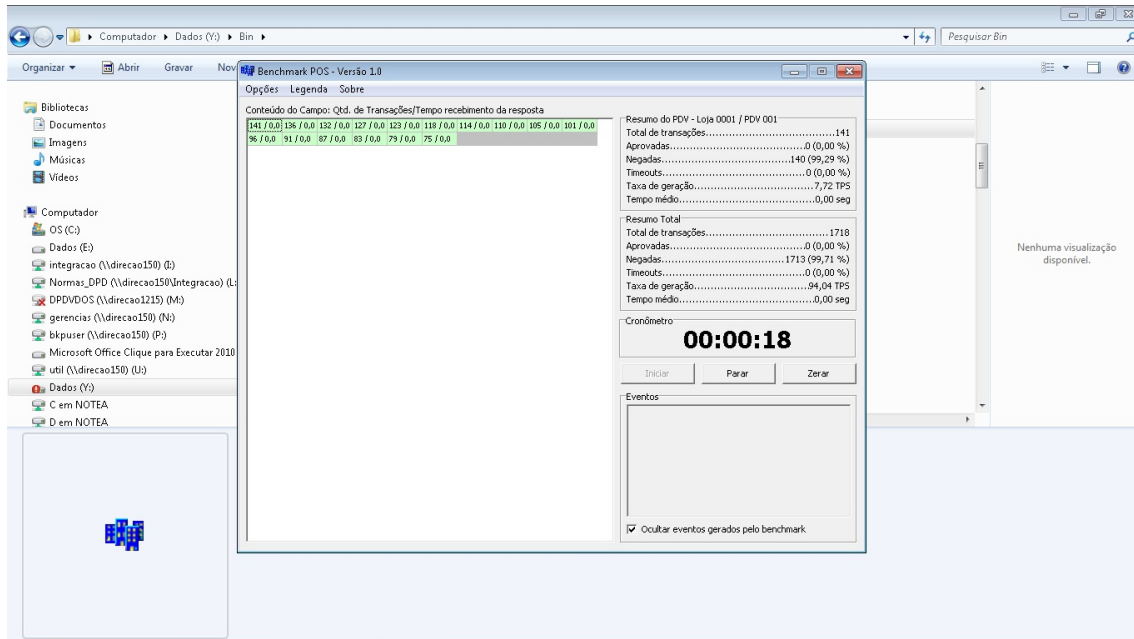 Computador ▸ Dados (Y:) ▸ Bin ▸
Pesquisar Bin
Organizar
Abrir
Gravar
Nov
Bibliotecas
Documentos
Imagens
Músicas
Vídeos
Computador
OS (C:)
Dados (E:)
integracao (\\direcao150) (I:)
Normas_DPD (\\direcao150\Integracao) (L:
DPDVDOS (\\direcao1215) (M:)
gerencias (\\direcao150) (N:)
bkpuser (\\direcao150) (P:)
Microsoft Office Clique para Executar 2010
util (\\direcao150) (U:)
Dados (Y:)
C em NOTEA
D em NOTEA
Benchmark POS - Versão 1.0
Opções Legenda Sobre
Conteúdo do Campo: Qtd. de Transações/Tempo recebimento da resposta
141 / 0,0 136 / 0,0 132 / 0,0 127 / 0,0 123 / 0,0 118 / 0,0 114 / 0,0 110 / 0,0 105 / 0,0 101 / 0,0
96 / 0,0 91 / 0,0 87 / 0,0 83 / 0,0 79 / 0,0 75 / 0,0
Resumo do PDV - Loja 0001 / PDV 001
Total de transações...................................141
Aprovadas...................................0 (0,00 %)
Negadas...................................140 (99,29 %)
Timeouts...................................0 (0,00 %)
Taxa de geração...................................7,72 TPS
Tempo médio...................................0,00 seg
Resumo Total
Total de transações...................................1718
Aprovadas...................................0 (0,00 %)
Negadas...................................1713 (99,71 %)
Timeouts...................................0 (0,00 %)
Taxa de geração...................................94,04 TPS
Tempo médio...................................0,00 seg
Cronômetro
00:00:18
Iniciar Parar Zerar
Eventos
Ocultar eventos gerados pelo benchmark
Nenhuma visualização
disponível.